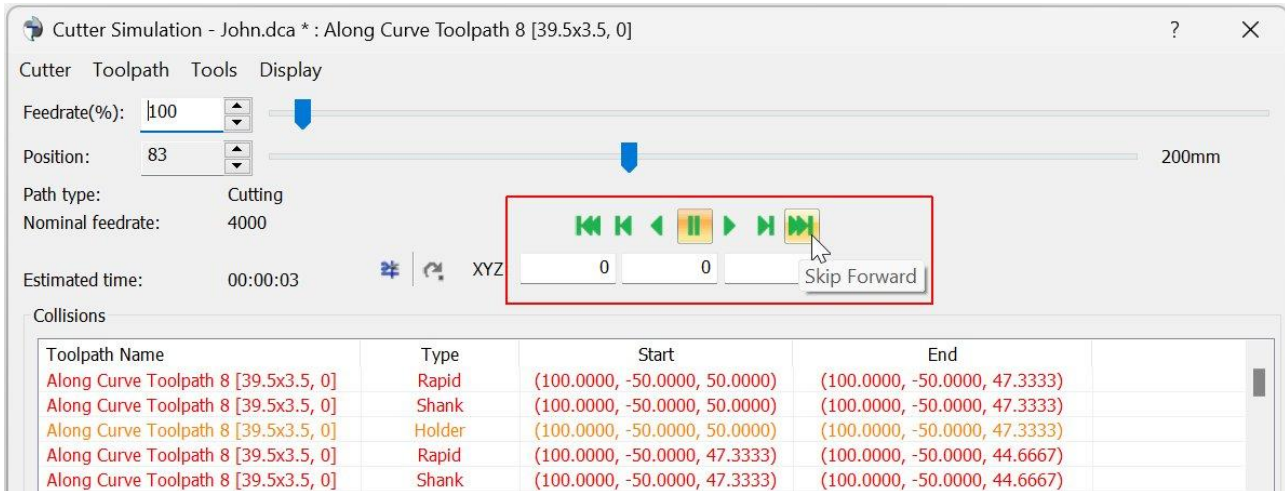 Cutter Simulation - John.dca * : Along Curve Toolpath 8 [39.5x3.5, 0] ?
Cutter Toolpath Tools Display
Feedrate(%): 100
Position: 83 200mm
Path type: Cutting
Nominal feedrate: 4000
Estimated time: 00:00:03 XYZ 0 0
Skip Forward
Collisions
Toolpath Name Type Start End
Along Curve Toolpath 8 [39.5x3.5, 0] Rapid (100.0000, -50.0000, 50.0000) (100.0000, -50.0000, 47.3333)
Along Curve Toolpath 8 [39.5x3.5, 0] Shank (100.0000, -50.0000, 50.0000) (100.0000, -50.0000, 47.3333)
Along Curve Toolpath 8 [39.5x3.5, 0] Holder (100.0000, -50.0000, 50.0000) (100.0000, -50.0000, 47.3333)
Along Curve Toolpath 8 [39.5x3.5, 0] Rapid (100.0000, -50.0000, 47.3333) (100.0000, -50.0000, 44.6667)
Along Curve Toolpath 8 [39.5x3.5, 0] Shank (100.0000, -50.0000, 47.3333) (100.0000, -50.0000, 44.6667)